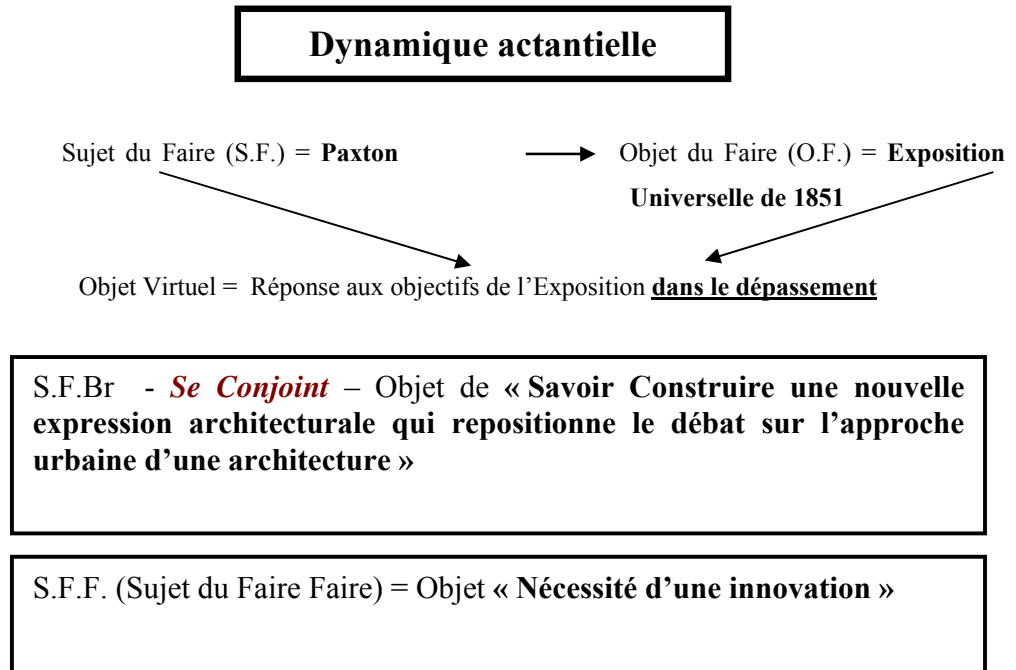 Dynamique actantielle
Sujet du Faire (S.F.) = Paxton
Objet du Faire (O.F.) = Exposition
Universelle de 1851
Objet Virtuel = Réponse aux objectifs de l’Exposition dans le dépassement
S.F.Br - Se Conjoint – Objet de « Savoir Construire une nouvelle
expression architecturale qui repositionne le débat sur l’approche
urbaine d’une architecture »
S.F.F. (Sujet du Faire Faire) = Objet « Nécessité d’une innovation »